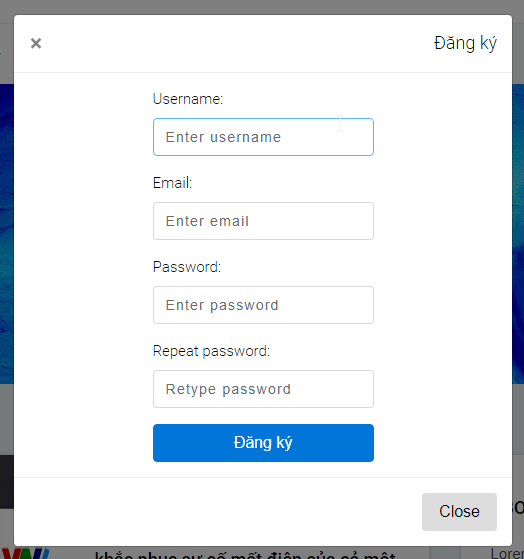 × Đăng ký
Username:
Enter username
Email:
Enter email
Password:
Enter password
Repeat password:
Retype password
Đăng ký
Close
khắc phục sự cố mất điện của cả một